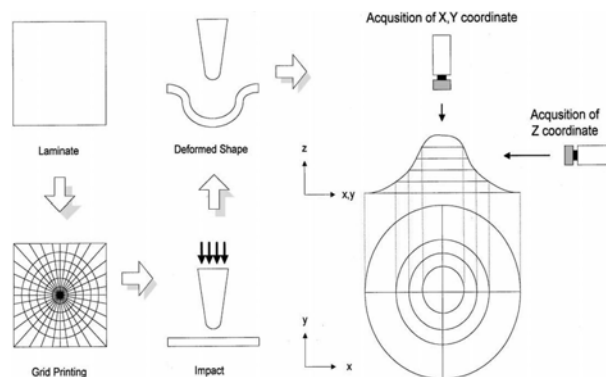 Acqusition of X,Y coordinate
Acqusition of
Z coordinate
Laminate
Deformed Shape
z
x,y
Grid Printing
Impact
y
x